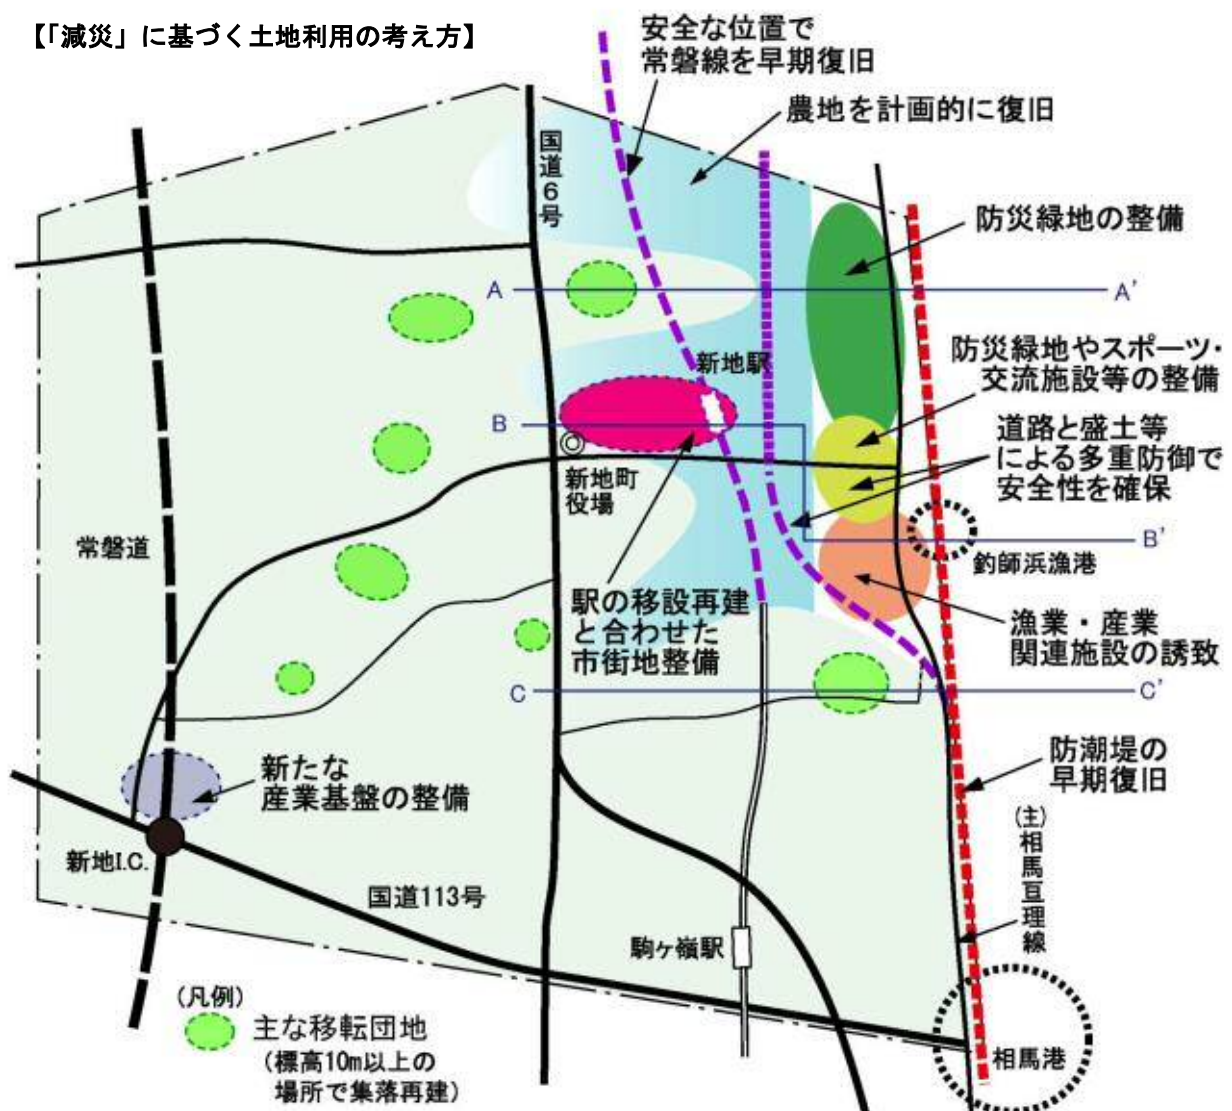 【「減災」に基づく土地利用の考え方】
安全な位置で
常磐線を早期復旧
農地を計画的に復旧
国道6号
防災緑地の整備
A
A'
防災緑地やスポーツ・
交流施設等の整備
新地駅
B
道路と盛土等
による多重防御で
安全性を確保
新地町
役場
常磐道
B'
釣師浜漁港
駅の移設再建
と合わせた
市街地整備
漁業・産業
関連施設の誘致
C
C'
新たな
産業基盤の整備
防潮堤の
早期復旧
(主)相馬亘理線
新地I.C.
国道113号
駒ヶ嶺駅
(凡例)
主な移転団地
(標高10m以上の
場所で集落再建)
相馬港